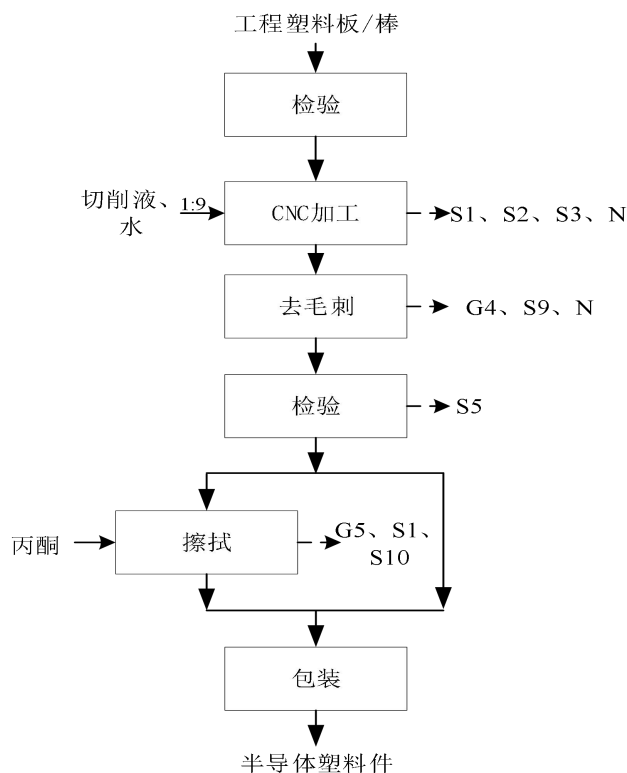 工程塑料板/棒
检验
切削液、
水
1:9
CNC加工
S1、S2、S3、N
去毛刺
G4、S9、N
检验
S5
丙酮
擦拭
G5、S1、
S10
包装
半导体塑料件